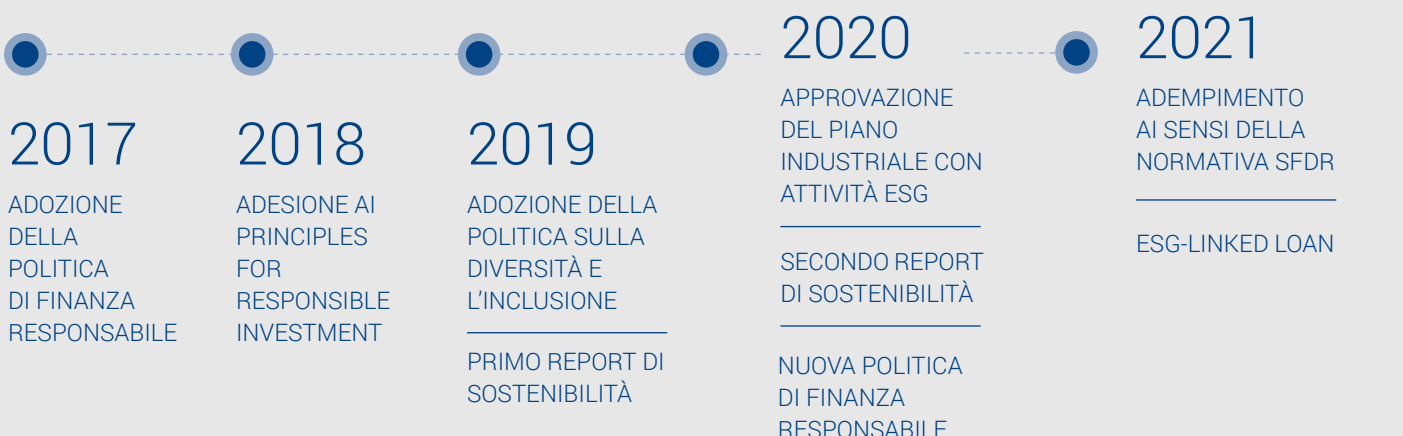 2017
ADOZIONE
DELLA
POLITICA
DI FINANZA
RESPONSABILE
2018
ADESIONE AI
PRINCIPLES
FOR
RESPONSIBLE
INVESTMENT
2019
ADOZIONE DELLA
POLITICA SULLA
DIVERSITÀ E
L'INCLUSIONE
PRIMO REPORT DI
SOSTENIBILITÀ
2020
APPROVAZIONE
DEL PIANO
INDUSTRIALE CON
ATTIVITÀ ESG
SECONDO REPORT
DI SOSTENIBILITÀ
NUOVA POLITICA
DI FINANZA
RESPONSABILE
2021
ADEMPIMENTO
AI SENSI DELLA
NORMATIVA SFDR
ESG-LINKED LOAN